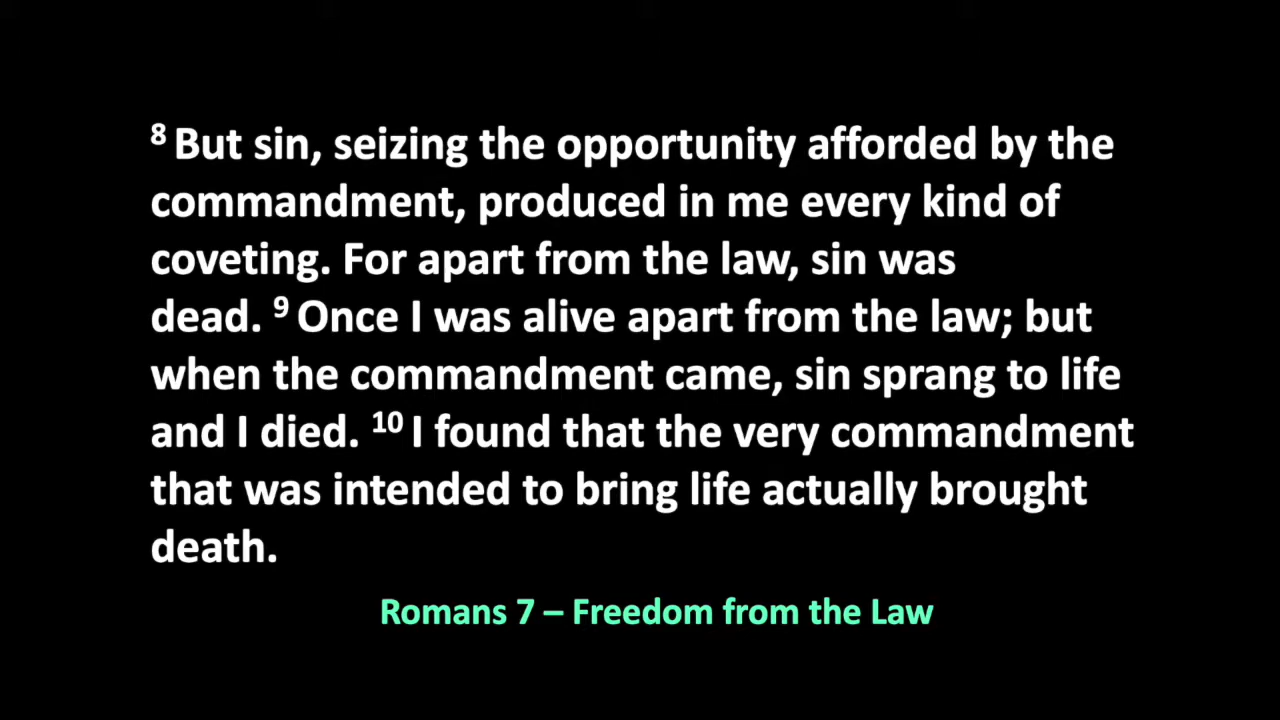 8 But sin, seizing the opportunity afforded by the
commandment, produced in me every kind of
coveting. For apart from the law, sin was
dead. 9 Once I was alive apart from the law; but
when the commandment came, sin sprang to life
and I died. 10 I found that the very commandment
that was intended to bring life actually brought
death.
Romans 7 – Freedom from the Law